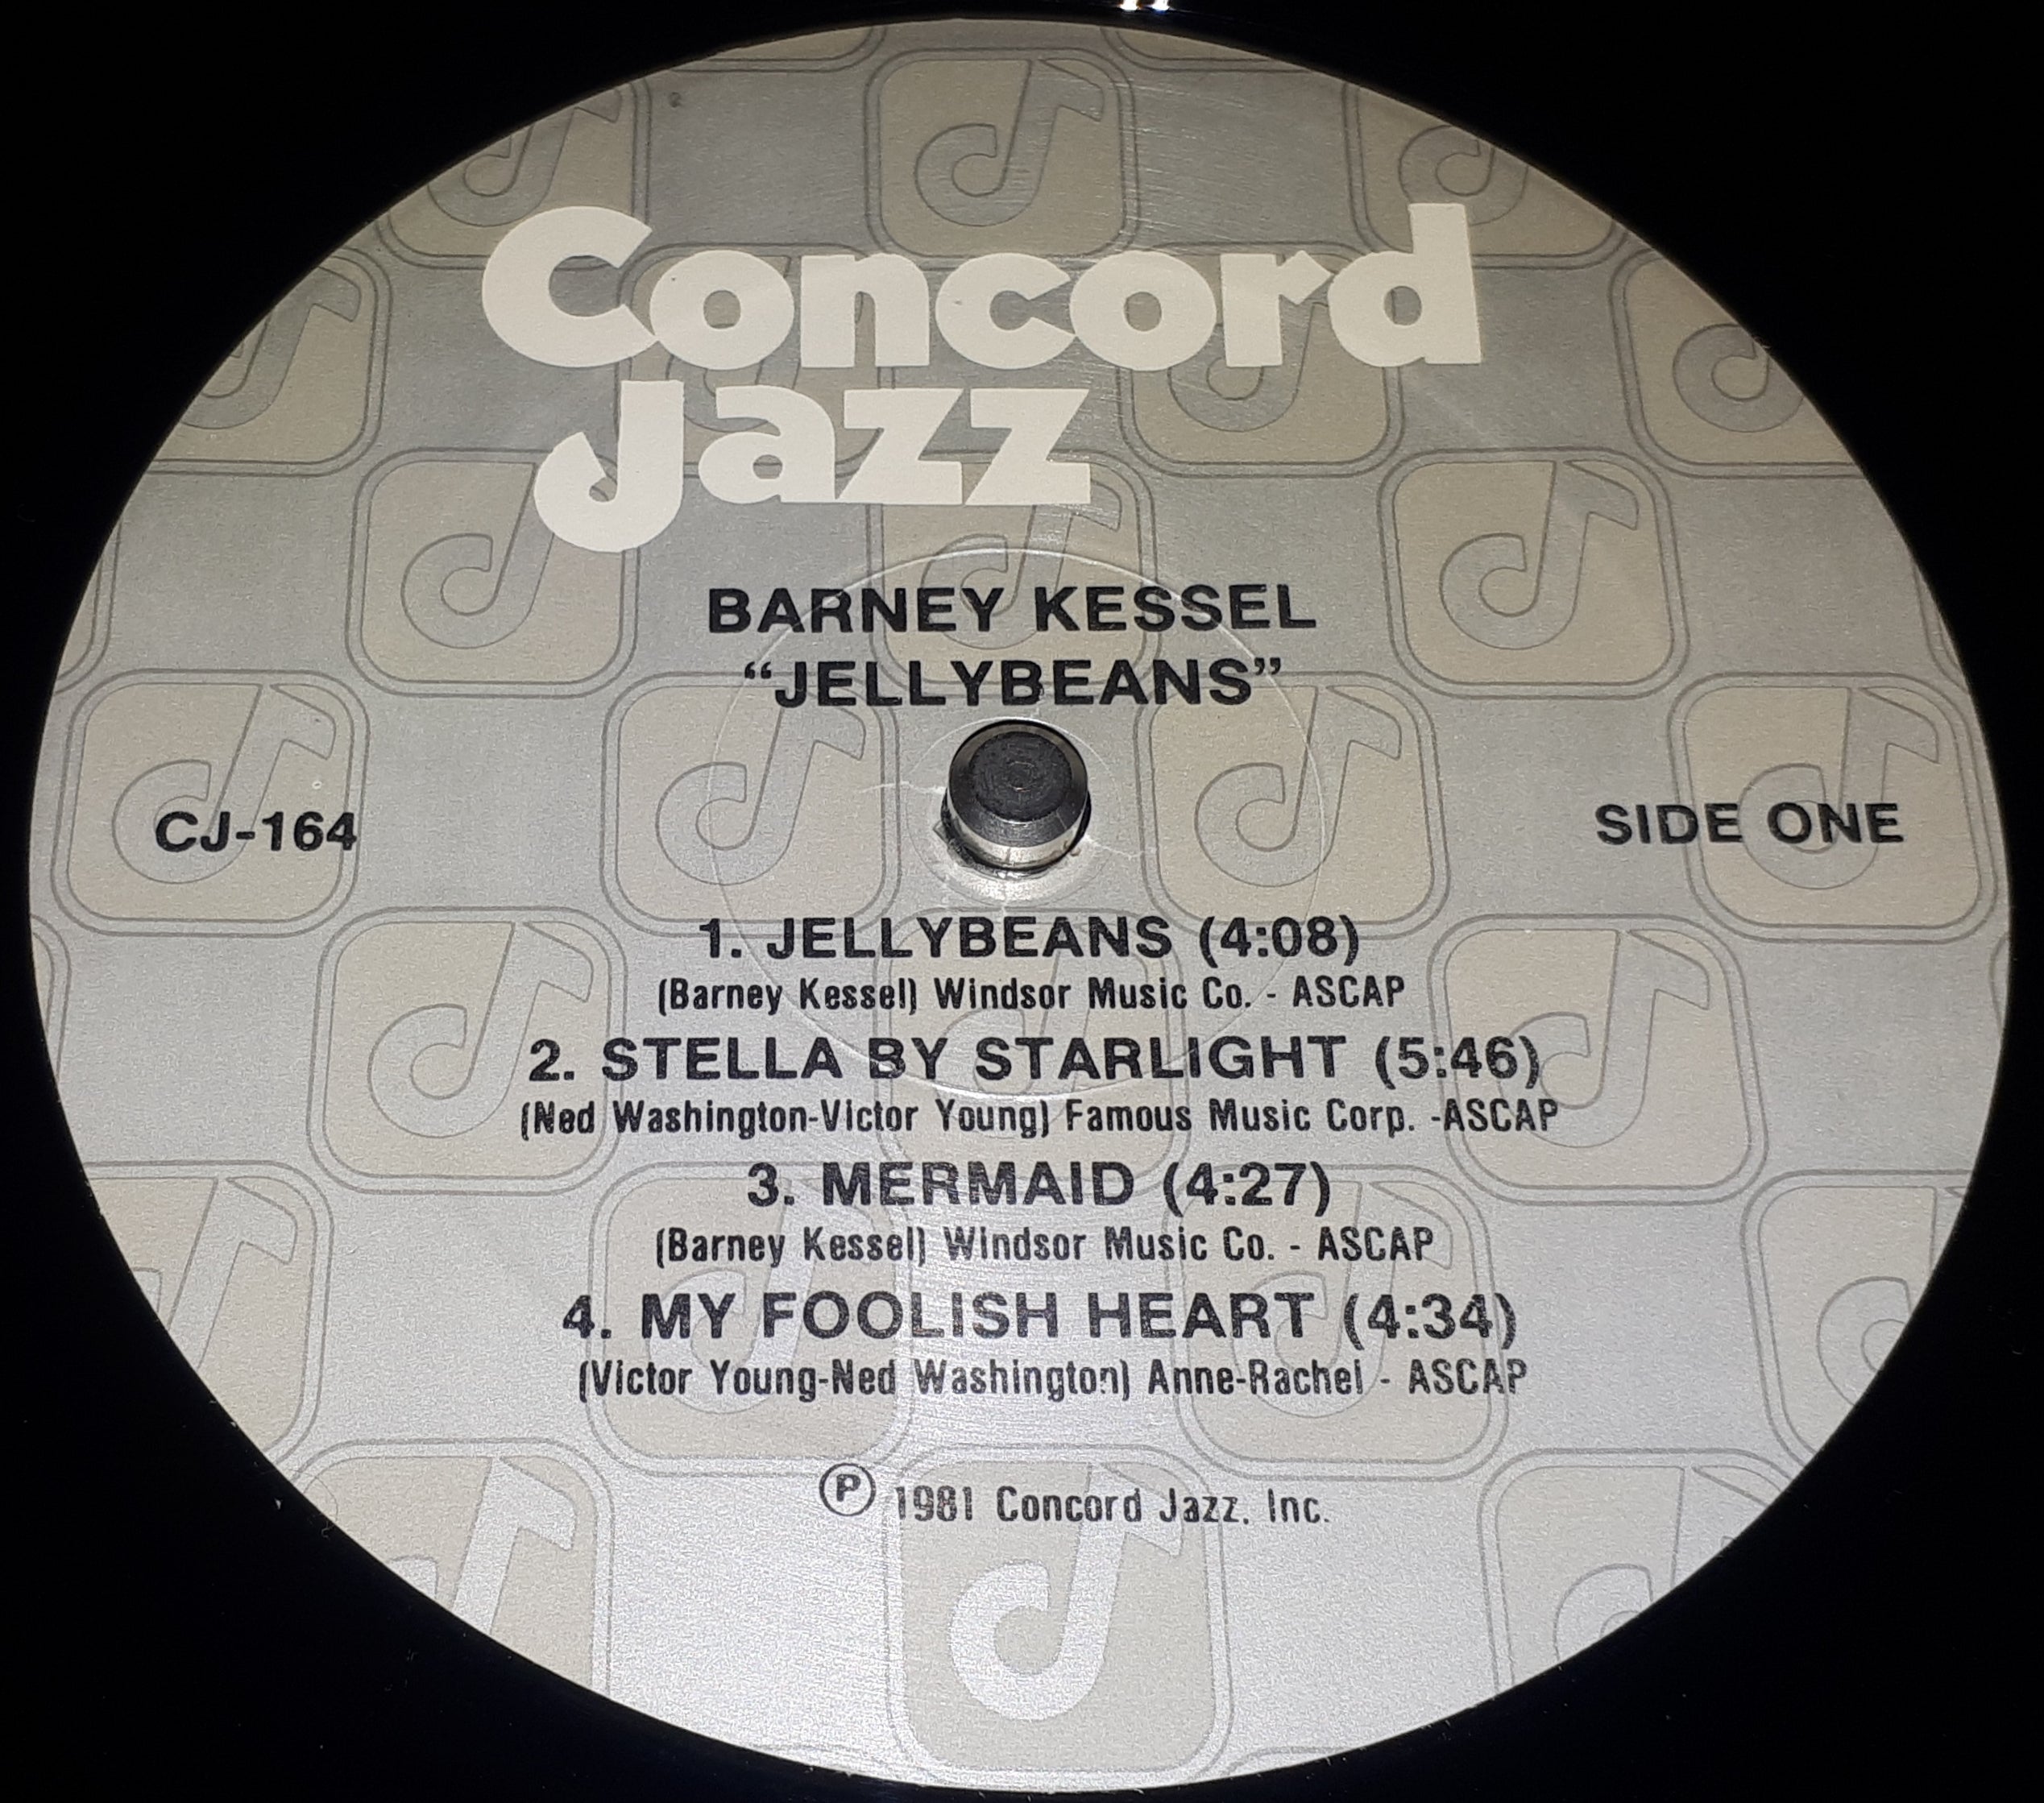 Concord
Jazz
BARNEY KESSEL
“JELLYBEANS”
CJ-164
SIDE ONE
1. JELLYBEANS (4:08)
(Barney Kessel) Windsor Music Co. - ASCAP
2. STELLA BY STARLIGHT (5:46)
(Ned Washington-Victor Young) Famous Music Corp. -ASCAP
3. MERMAID (4:27)
(Barney Kessel) Windsor Music Co. - ASCAP
4. MY FOOLISH HEART (4:34)
(Victor Young-Ned Washington) Anne-Rachel - ASCAP
Ⓟ 1981 Concord Jazz, Inc.